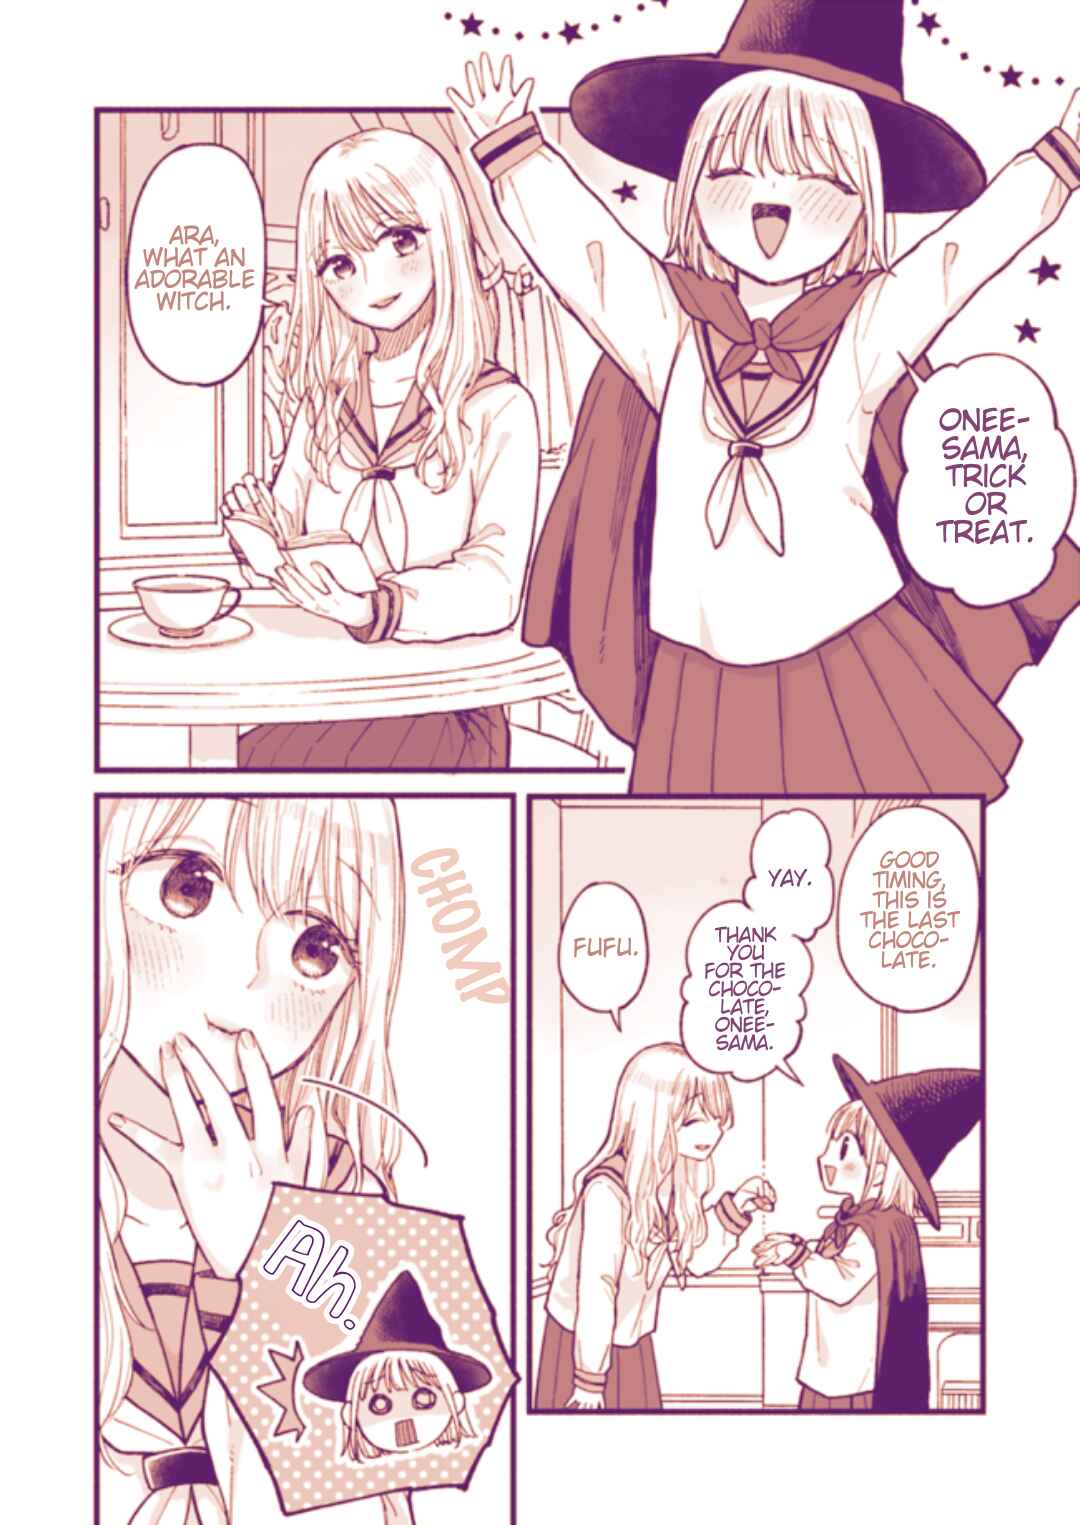 ONEE-
SAMA,
TRICK
OR
TREAT.
ARA,
WHAT AN
ADORABLE
WITCH.
GOOD
TIMING,
THIS IS
THE LAST
CHOCO-
LATE.
YAY.
THANK
YOU
FOR THE
CHOCO-
LATE,
ONEE-
SAMA.
FUFU.
CHOMP
Ah.